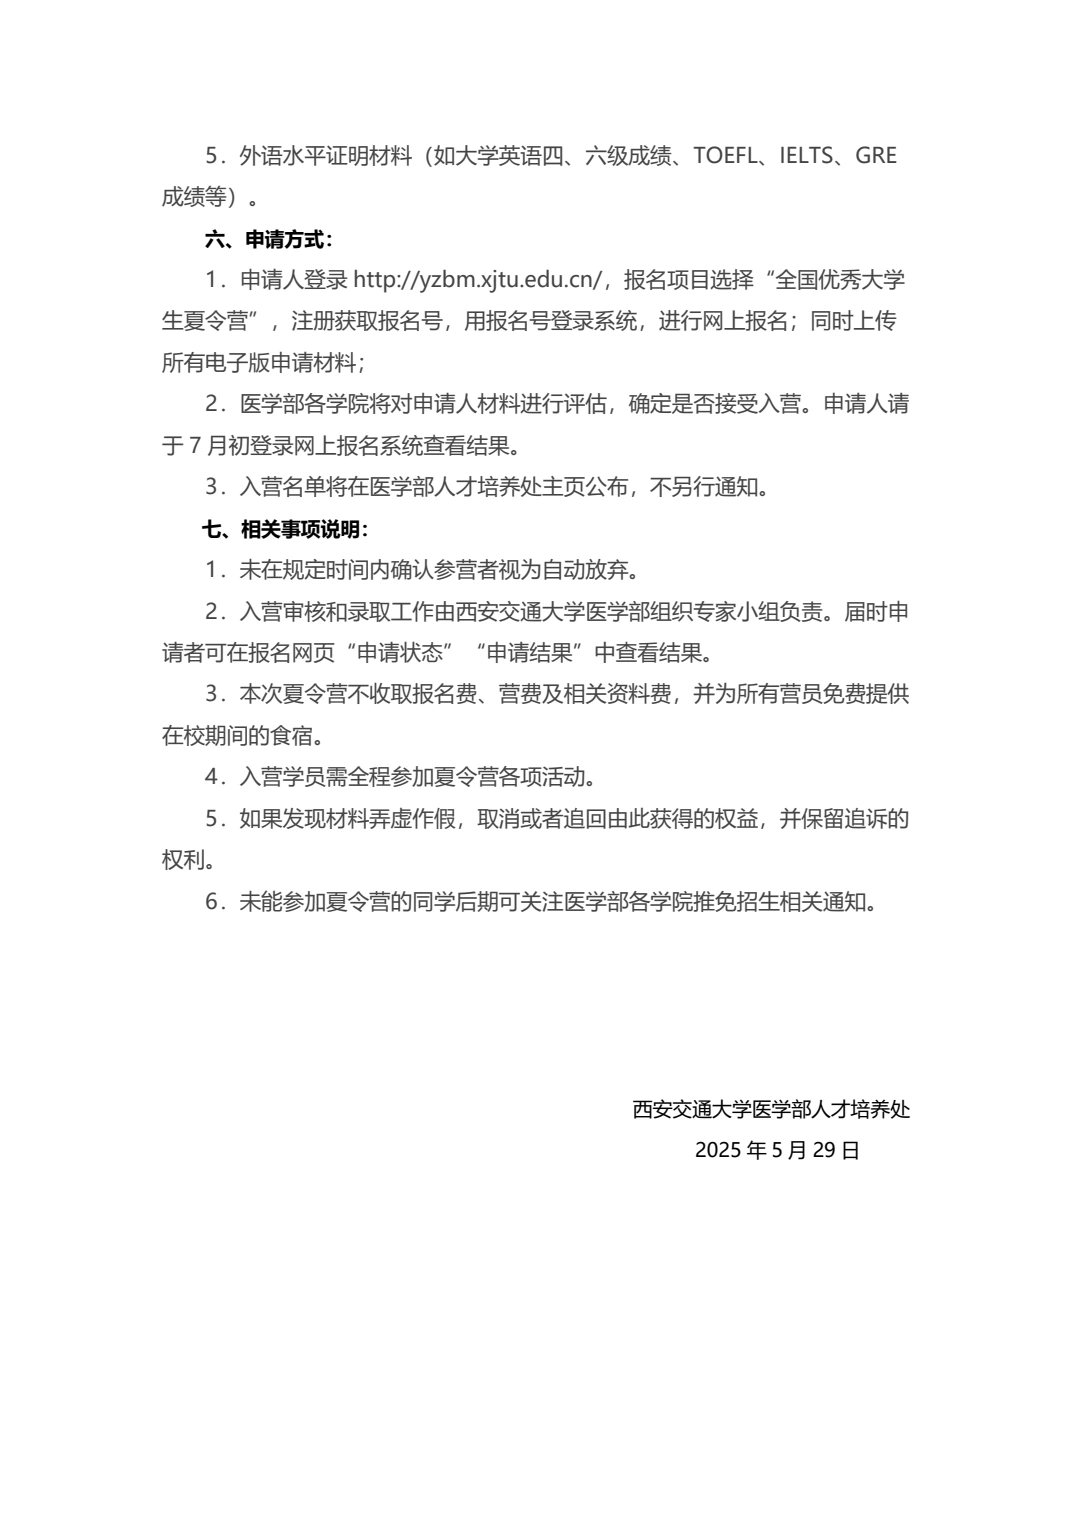 5．外语水平证明材料（如大学英语四、六级成绩、TOEFL、IELTS、GRE
成绩等）。
六、申请方式：
1．申请人登录 http://yzbm.xjtu.edu.cn/，报名项目选择“全国优秀大学
生夏令营”，注册获取报名号，用报名号登录系统，进行网上报名；同时上传
所有电子版申请材料；
2．医学部各学院将对申请人材料进行评估，确定是否接受入营。申请人请
于 7 月初登录网上报名系统查看结果。
3．入营名单将在医学部人才培养处主页公布，不另行通知。
七、相关事项说明：
1．未在规定时间内确认参营者视为自动放弃。
2．入营审核和录取工作由西安交通大学医学部组织专家小组负责。届时申
请者可在报名网页“申请状态”“申请结果”中查看结果。
3．本次夏令营不收取报名费、营费及相关资料费，并为所有营员免费提供
在校期间的食宿。
4．入营学员需全程参加夏令营各项活动。
5．如果发现材料弄虚作假，取消或者追回由此获得的权益，并保留追诉的
权利。
6．未能参加夏令营的同学后期可关注医学部各学院推免招生相关通知。
西安交通大学医学部人才培养处
2025 年 5 月 29 日